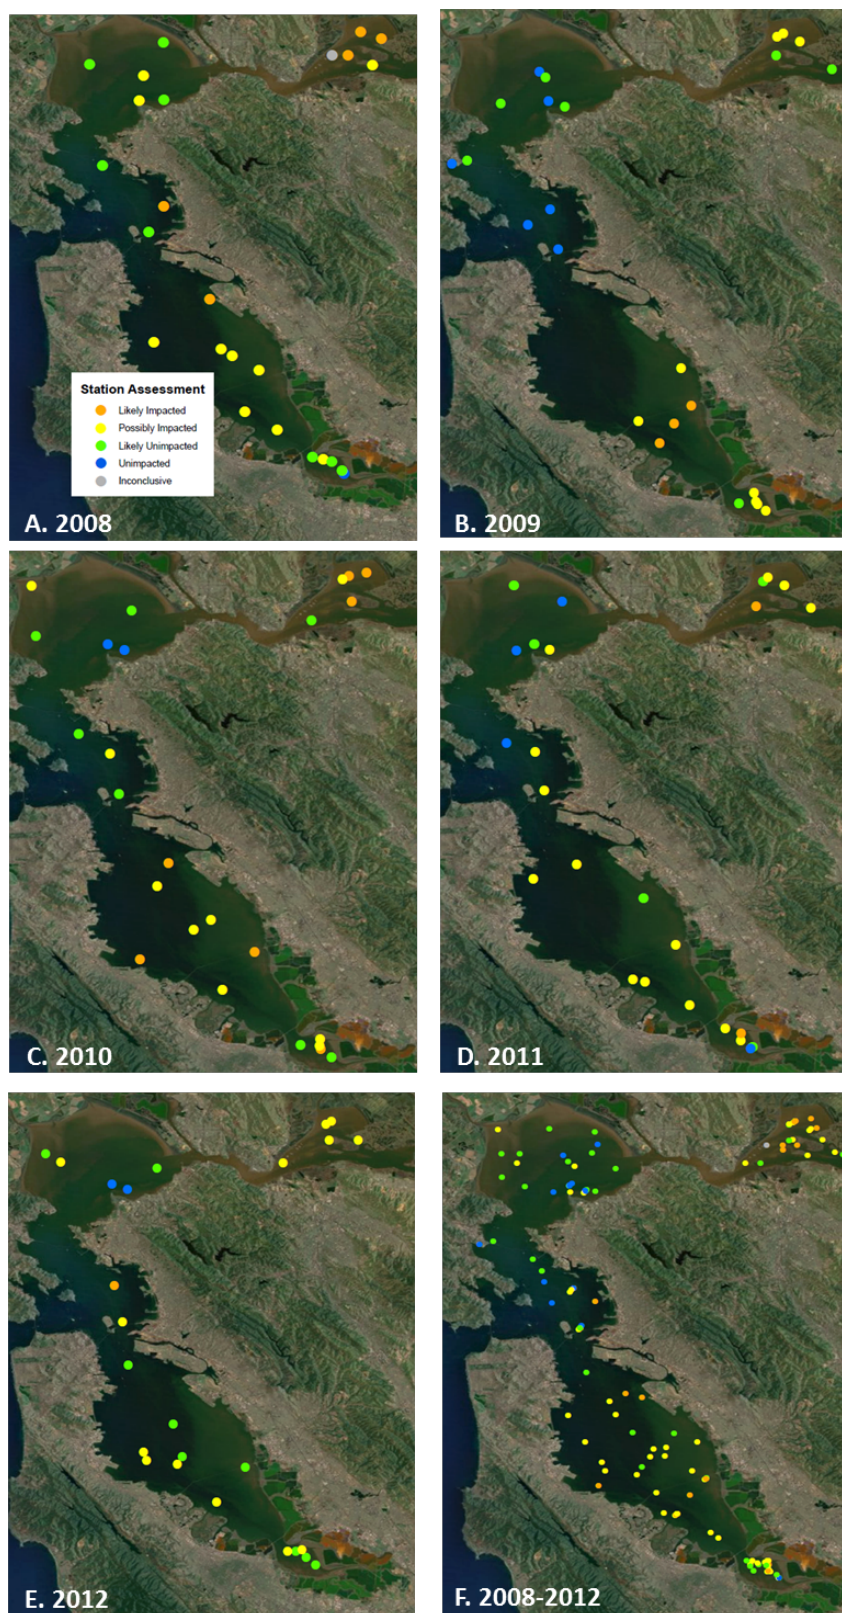 Station Assessment
Likely Impacted
Possibly Impacted
Likely Unimpacted
Unimpacted
Inconclusive
A. 2008
B. 2009
C. 2010
D. 2011
E. 2012
F. 2008-2012